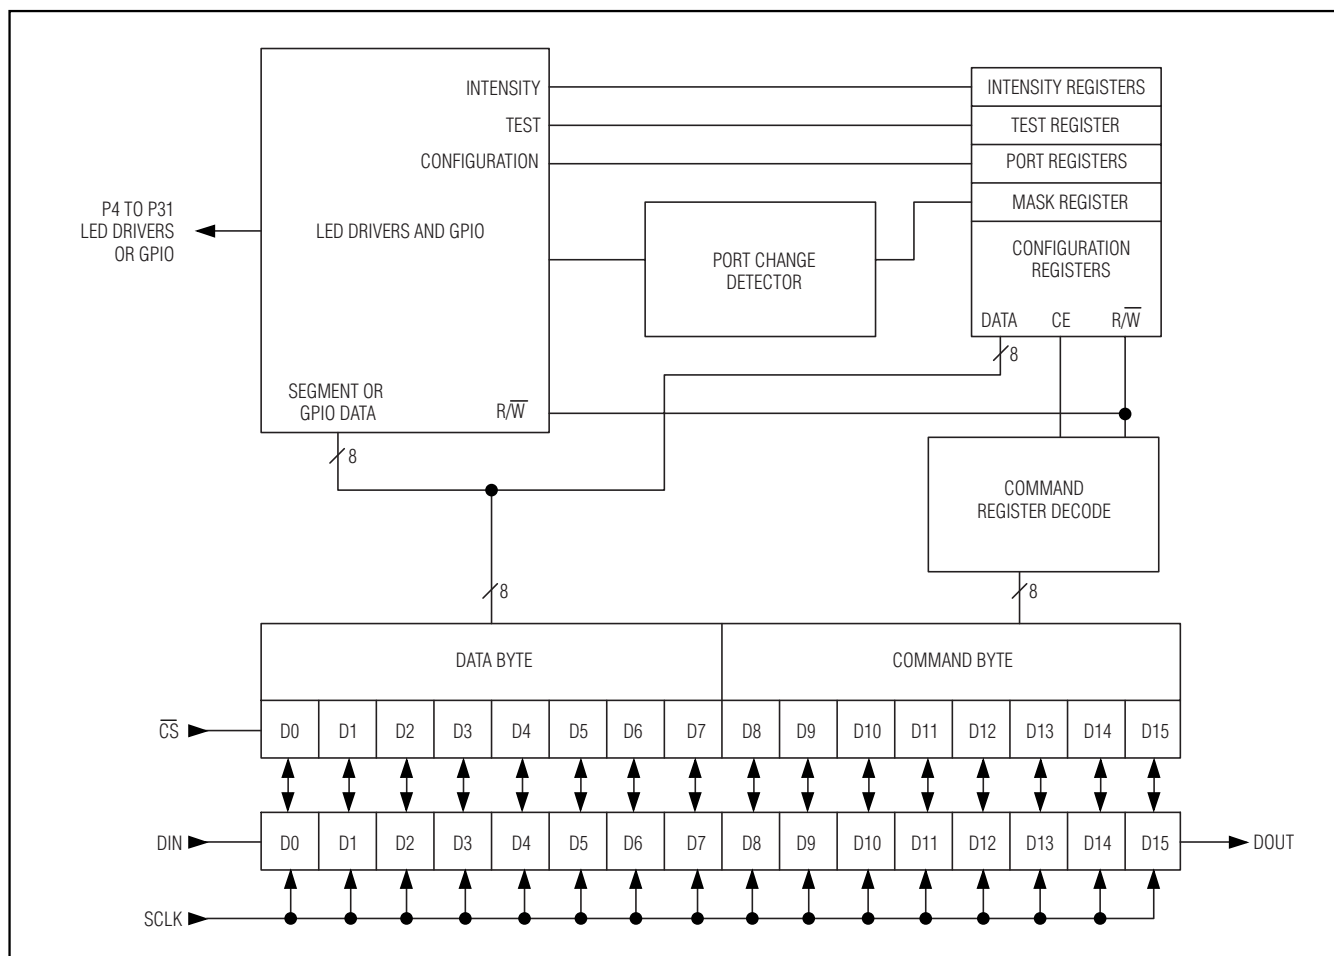 INTENSITY
TEST
CONFIGURATION
LED DRIVERS AND GPIO
SEGMENT OR
GPIO DATA
R/W̅
P4 TO P31
LED DRIVERS
OR GPIO
PORT CHANGE
DETECTOR
INTENSITY REGISTERS
TEST REGISTER
PORT REGISTERS
MASK REGISTER
CONFIGURATION
REGISTERS
DATA CE R/W̅
8
8
COMMAND
REGISTER DECODE
8
8
DATA BYTE COMMAND BYTE
C̅S̅ D0 D1 D2 D3 D4 D5 D6 D7 D8 D9 D10 D11 D12 D13 D14 D15
DIN D0 D1 D2 D3 D4 D5 D6 D7 D8 D9 D10 D11 D12 D13 D14 D15 DOUT
SCLK